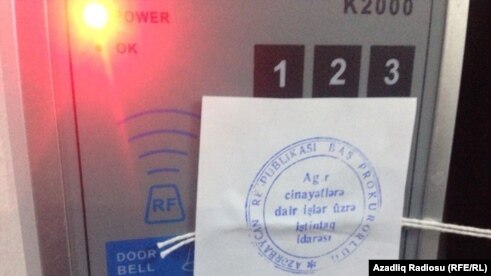 POWER
K2000
OK
1 2 3
RF
DOOR
BELL
AZƏRBAYCAN RESPUBLİKASI BAŞ PROKURORLUĞU
Ağır
cinayətlərə
dair işlər üzrə
istintaq
idarəsi
Azadliq Radiosu (RFE/RL)